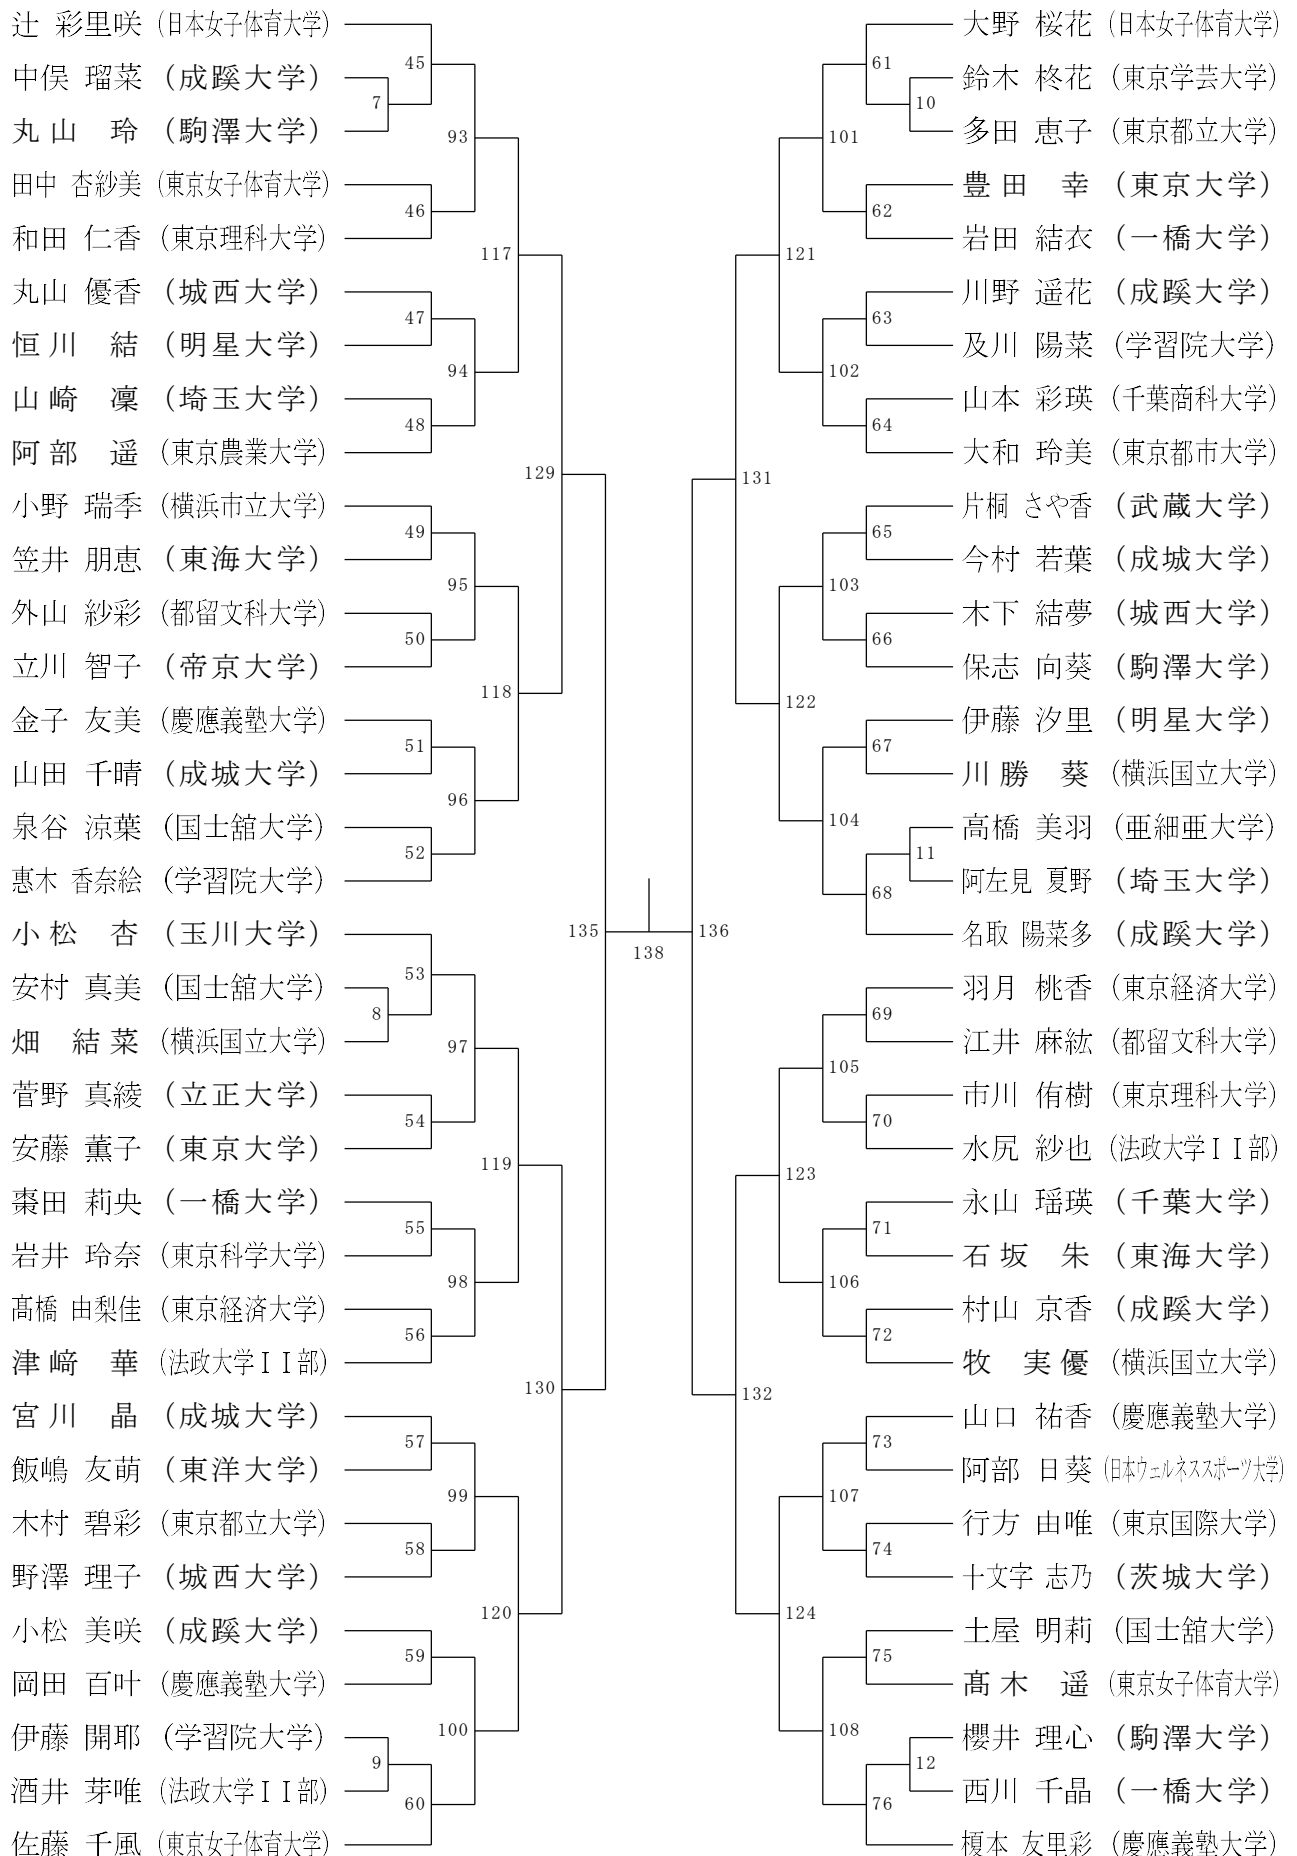 辻 彩里咲 (日本女子体育大学)
中俣 瑠菜 (成蹊大学)
丸山 玲 (駒澤大学)
田中 杏紗美 (東京女子体育大学)
和田 仁香 (東京理科大学)
丸山 優香 (城西大学)
恒川 結 (明星大学)
山崎 凜 (埼玉大学)
阿部 遥 (東京農業大学)
小野 瑞季 (横浜市立大学)
笠井 朋恵 (東海大学)
外山 紗彩 (都留文科大学)
立川 智子 (帝京大学)
金子 友美 (慶應義塾大学)
山田 千晴 (成城大学)
泉谷 涼葉 (国士舘大学)
惠木 香奈絵 (学習院大学)
小松 杏 (玉川大学)
安村 真美 (国士舘大学)
畑 結菜 (横浜国立大学)
菅野 真綾 (立正大学)
安藤 薫子 (東京大学)
棗田 莉央 (一橋大学)
岩井 玲奈 (東京科学大学)
髙橋 由梨佳 (東京経済大学)
津﨑 華 (法政大学ＩＩ部)
宮川 晶 (成城大学)
飯嶋 友萌 (東洋大学)
木村 碧彩 (東京都立大学)
野澤 理子 (城西大学)
小松 美咲 (成蹊大学)
岡田 百叶 (慶應義塾大学)
伊藤 開耶 (学習院大学)
酒井 芽唯 (法政大学ＩＩ部)
佐藤 千風 (東京女子体育大学)
45
7
93
46
117
47
94
48
129
49
95
50
118
51
96
52
135
53
8
97
54
119
55
98
56
130
57
99
58
120
59
100
9
60
138
61
10
101
62
121
63
102
64
131
65
103
66
122
67
104
11
68
136
69
105
70
123
71
106
72
132
73
107
74
124
75
108
12
76
大野 桜花 (日本女子体育大学)
鈴木 柊花 (東京学芸大学)
多田 恵子 (東京都立大学)
豊田 幸 (東京大学)
岩田 結衣 (一橋大学)
川野 遥花 (成蹊大学)
及川 陽菜 (学習院大学)
山本 彩瑛 (千葉商科大学)
大和 玲美 (東京都市大学)
片桐 さや香 (武蔵大学)
今村 若葉 (成城大学)
木下 結夢 (城西大学)
保志 向葵 (駒澤大学)
伊藤 汐里 (明星大学)
川勝 葵 (横浜国立大学)
高橋 美羽 (亜細亜大学)
阿左見 夏野 (埼玉大学)
名取 陽菜多 (成蹊大学)
羽月 桃香 (東京経済大学)
江井 麻紘 (都留文科大学)
市川 侑樹 (東京理科大学)
水尻 紗也 (法政大学ＩＩ部)
永山 瑶瑛 (千葉大学)
石坂 朱 (東海大学)
村山 京香 (成蹊大学)
牧 実優 (横浜国立大学)
山口 祐香 (慶應義塾大学)
阿部 日葵 (日本ウェルネススポーツ大学)
行方 由唯 (東京国際大学)
十文字 志乃 (茨城大学)
土屋 明莉 (国士舘大学)
髙木 遥 (東京女子体育大学)
櫻井 理心 (駒澤大学)
西川 千晶 (一橋大学)
榎本 友里彩 (慶應義塾大学)